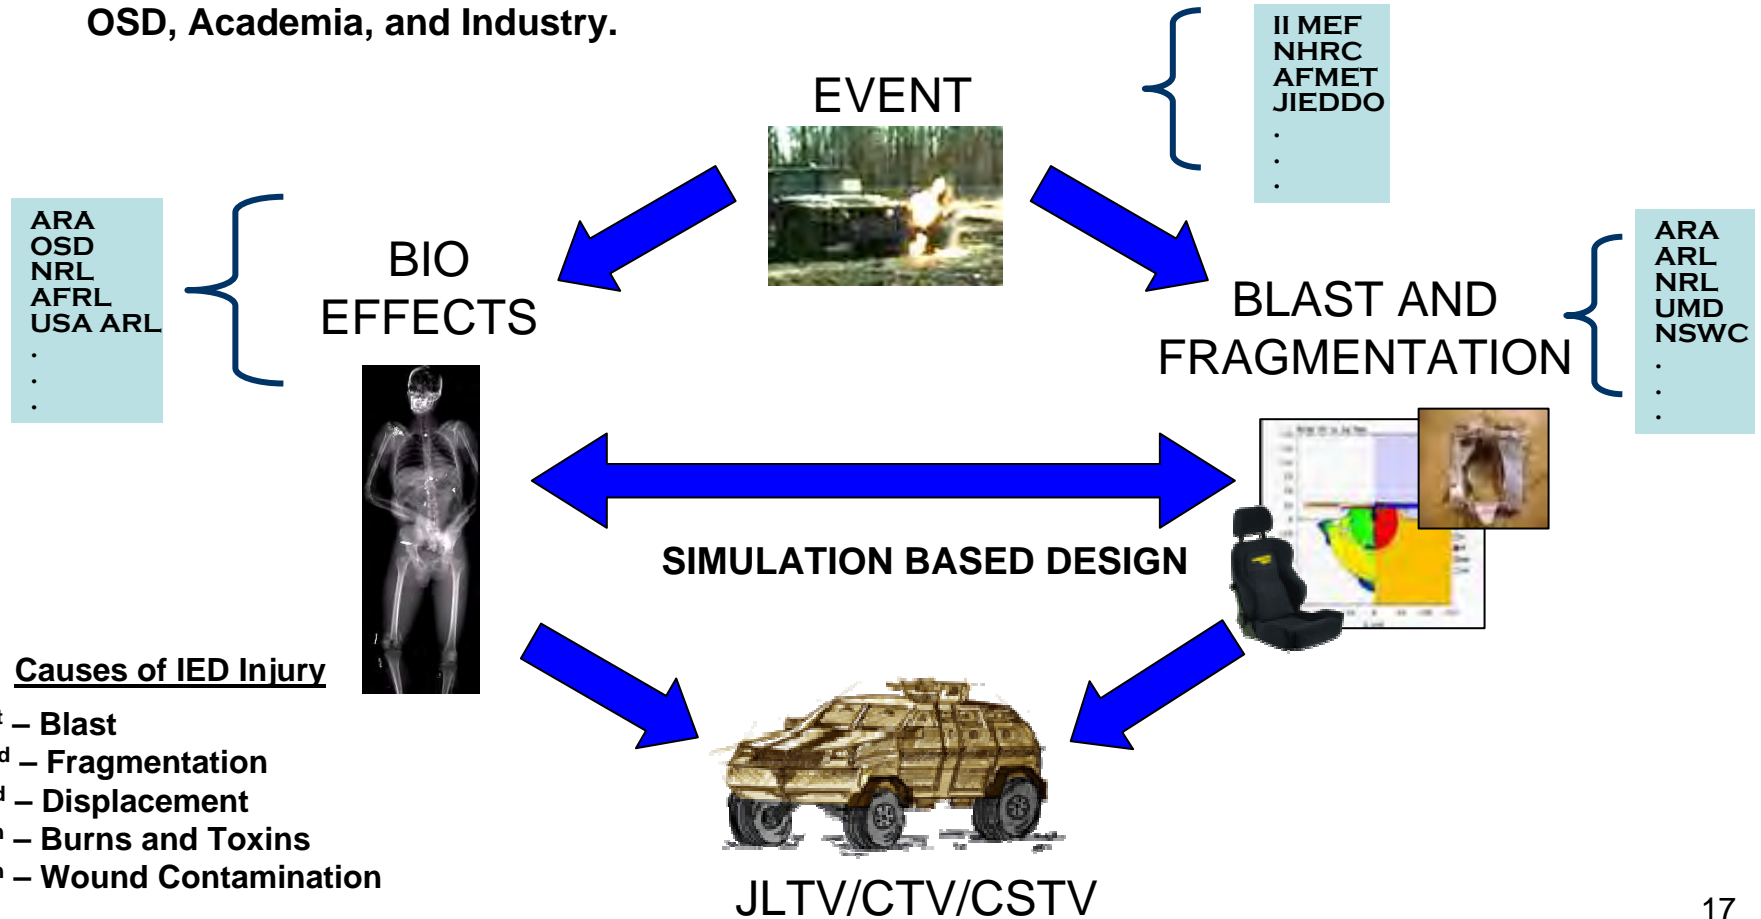 OSD, Academia, and Industry.
II MEF
NHRC
AFMET
JIEDDO
.
.
.
EVENT
ARA
OSD
NRL
AFRL
USA ARL
.
.
.
BIO
EFFECTS
ARA
ARL
NRL
UMD
NSWC
.
.
.
BLAST AND
FRAGMENTATION
SIMULATION BASED DESIGN
Causes of IED Injury
– Blast
d – Fragmentation
d – Displacement
– Burns and Toxins
– Wound Contamination
JLTV/CTV/CSTV
17